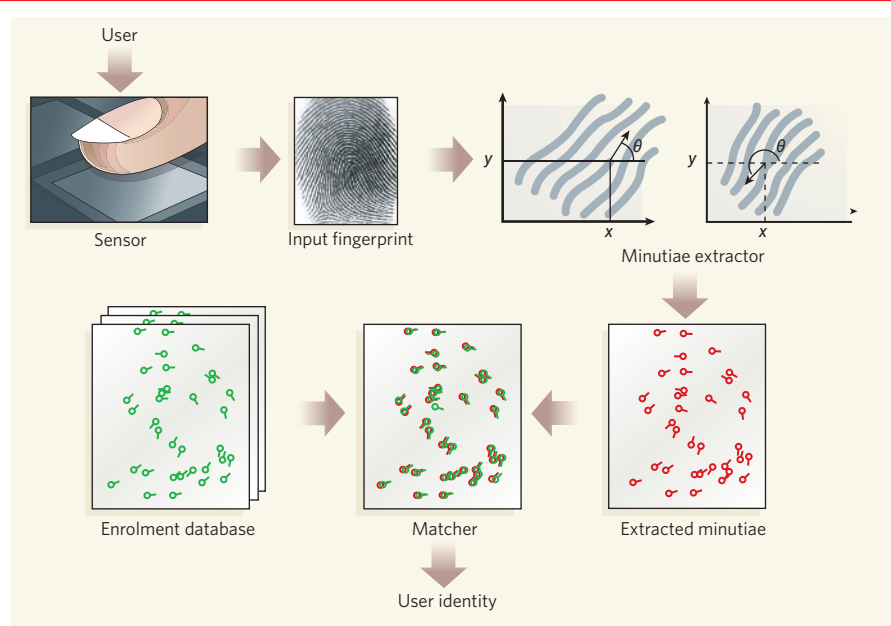 User
Sensor
Input fingerprint
y
θ
x
y
θ
x
Minutiae extractor
Enrolment database
Matcher
Extracted minutiae
User identity